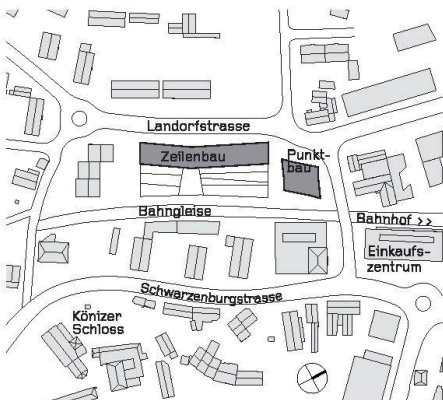 Landorfstrasse
Zeilenbau
Punkt-
bau
Bahngleise
Bahnhof >>
Einkaufs-
zentrum
Schwarzenburgstrasse
Könizer
Schloss